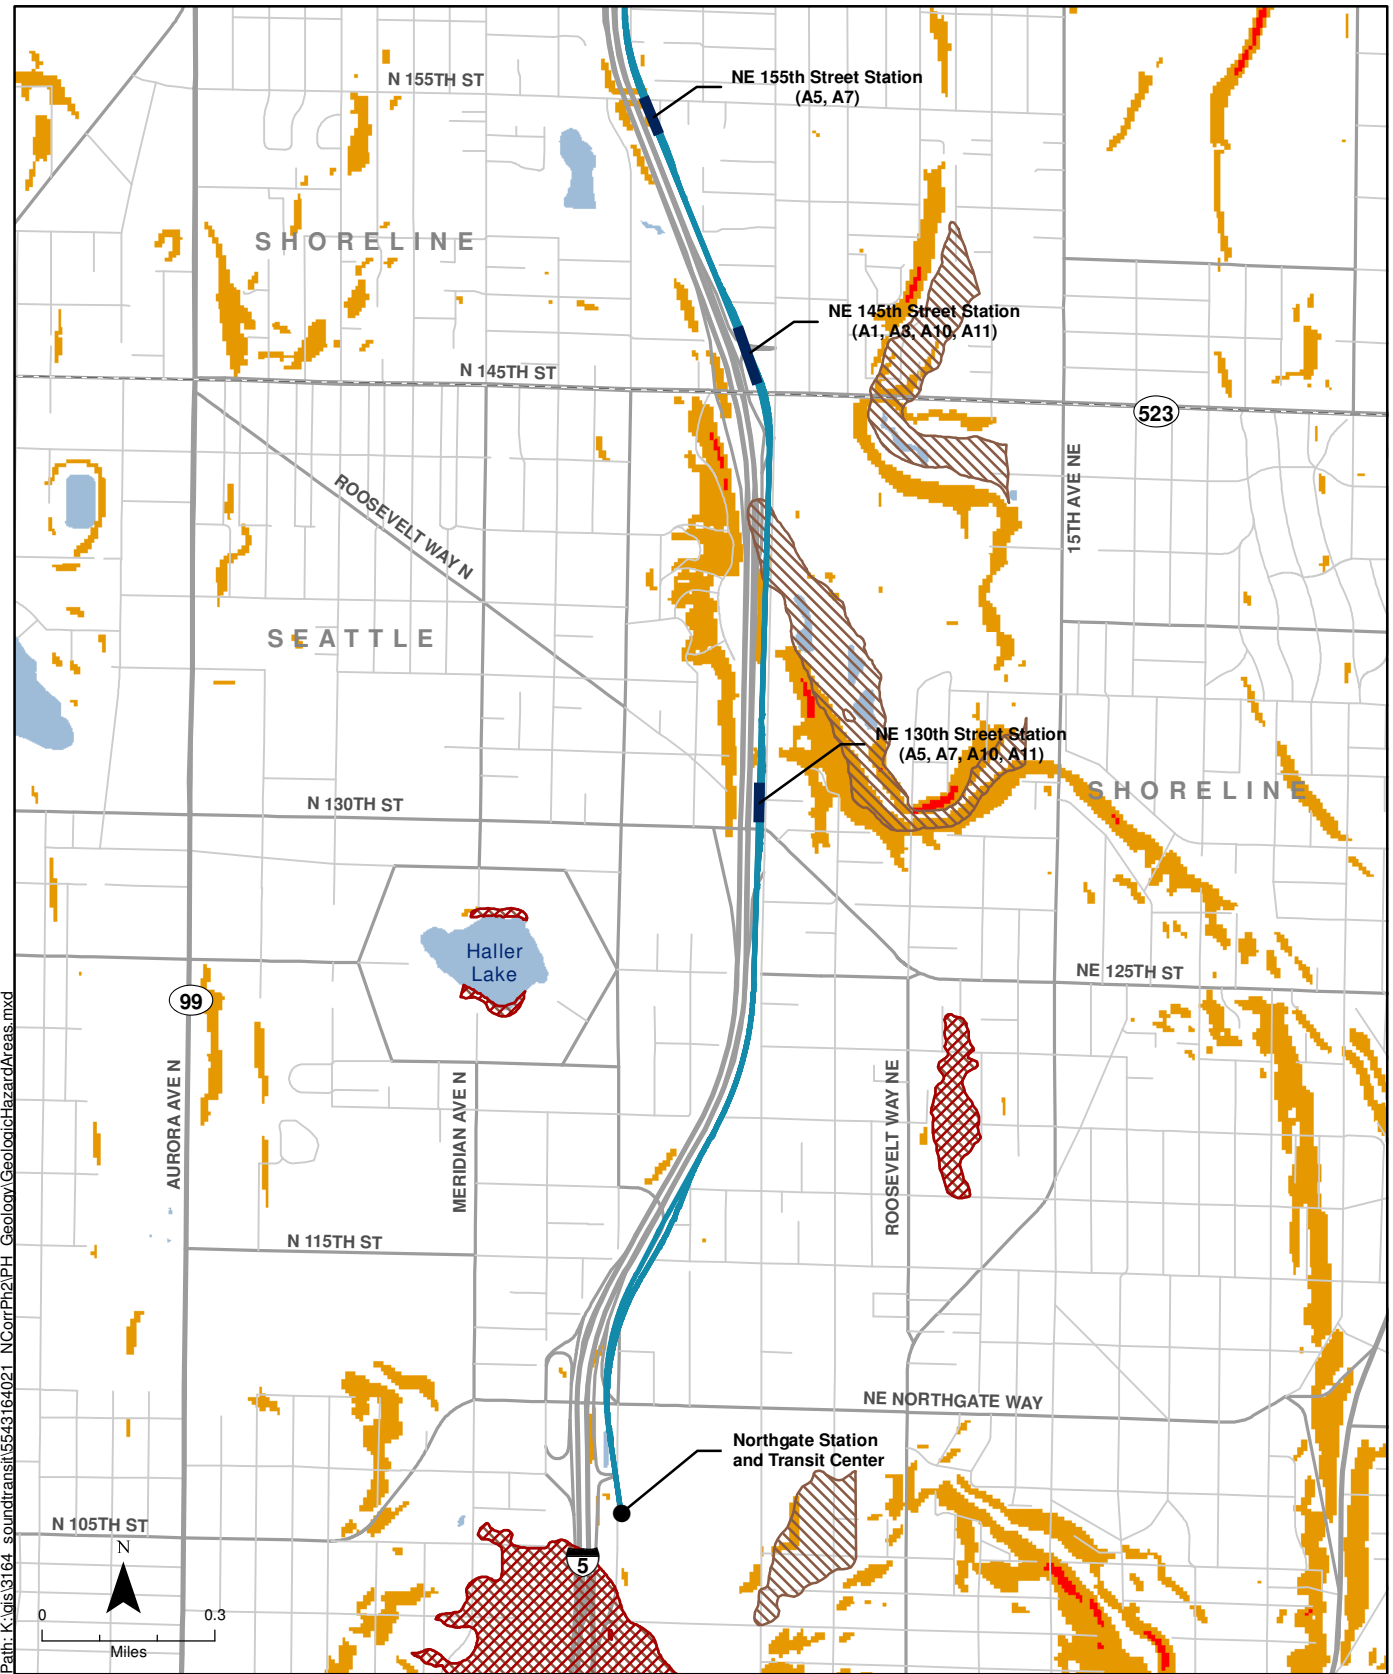 N 155TH ST
NE 155th Street Station
(A5, A7)
SHORELINE
NE 145th Street Station
(A1, A3, A10, A11)
N 145TH ST
523
ROOSEVELT WAY N
15TH AVE NE
SEATTLE
NE 130th Street Station
(A5, A7, A10, A11)
SHORELINE
N 130TH ST
Haller
Lake
NE 125TH ST
99
AURORA AVE N
MERIDIAN AVE N
ROOSEVELT WAY NE
N 115TH ST
NE NORTHGATE WAY
Northgate Station
and Transit Center
N 105TH ST
N
5
0
0.3
Miles
Path: K:\gis\3164_soundtransit\5543164021_NCorrPh2\PH_Geology\GeologicHazardAreas.mxd